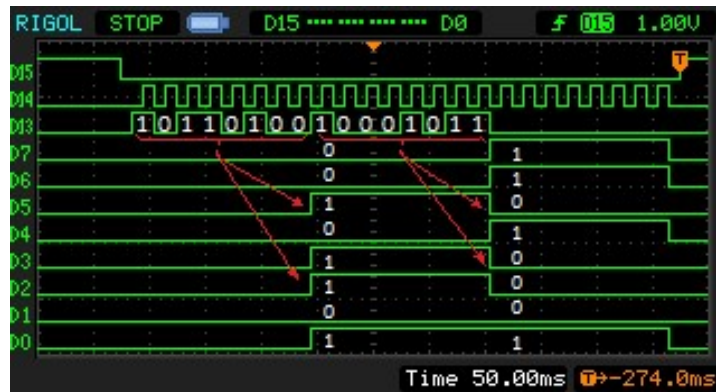 RIGOL STOP D15 ···· ···· ···· ···· D0 D15 1.00V
T
D15
D14
D13 1 0 1 1 0 1 0 0 1 0 0 0 1 0 1 1
D7 0 1
D6 0 1
D5 1 0
D4 0 1
D3 1 0
D2 1 0
D1 0 0
D0 1 1
Time 50.00ms T→-274.0ms